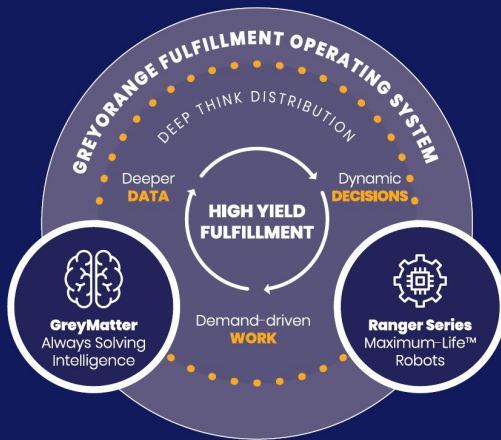 GREYORANGE FULFILLMENT OPERATING SYSTEM
DEEP THINK DISTRIBUTION
Deeper
DATA
Dynamic
DECISIONS
HIGH YIELD
FULFILLMENT
Demand-driven
WORK
GreyMatter
Always Solving
Intelligence
Ranger Series
Maximum-Life™
Robots